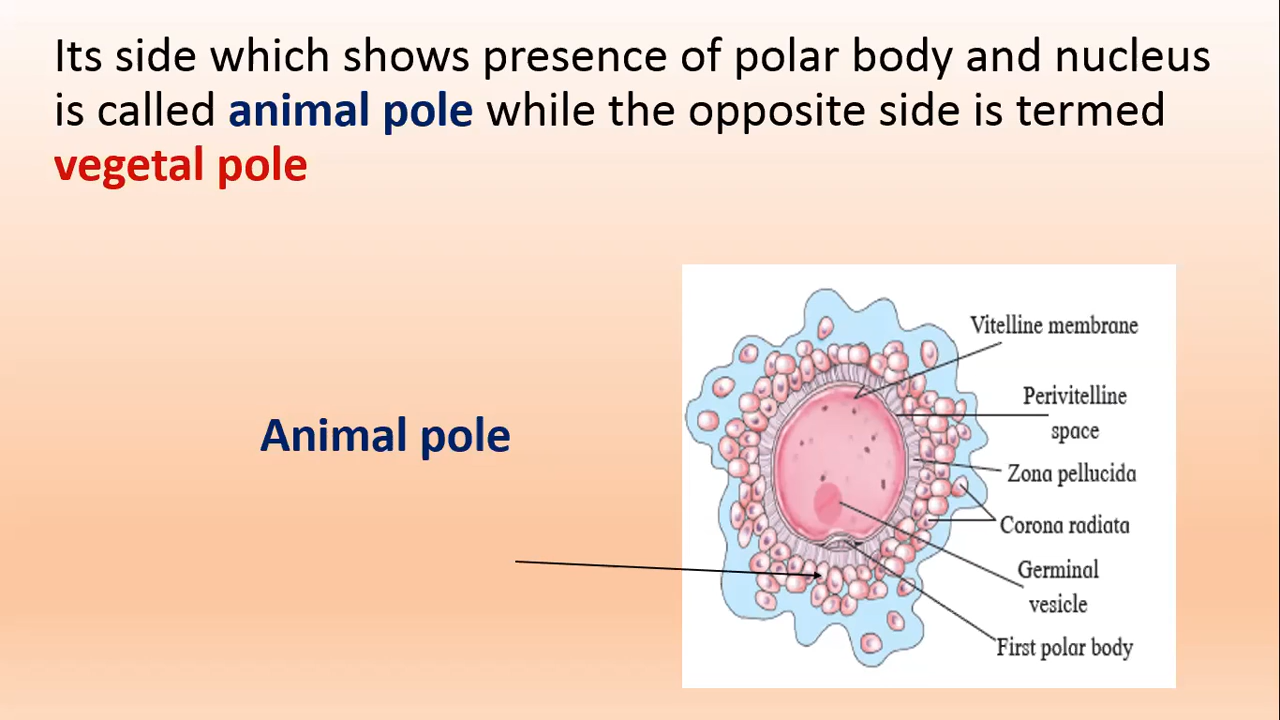 Its side which shows presence of polar body and nucleus
is called animal pole while the opposite side is termed
vegetal pole
Animal pole
Vitelline membrane
Perivitelline
space
Zona pellucida
Corona radiata
Germinal
vesicle
First polar body